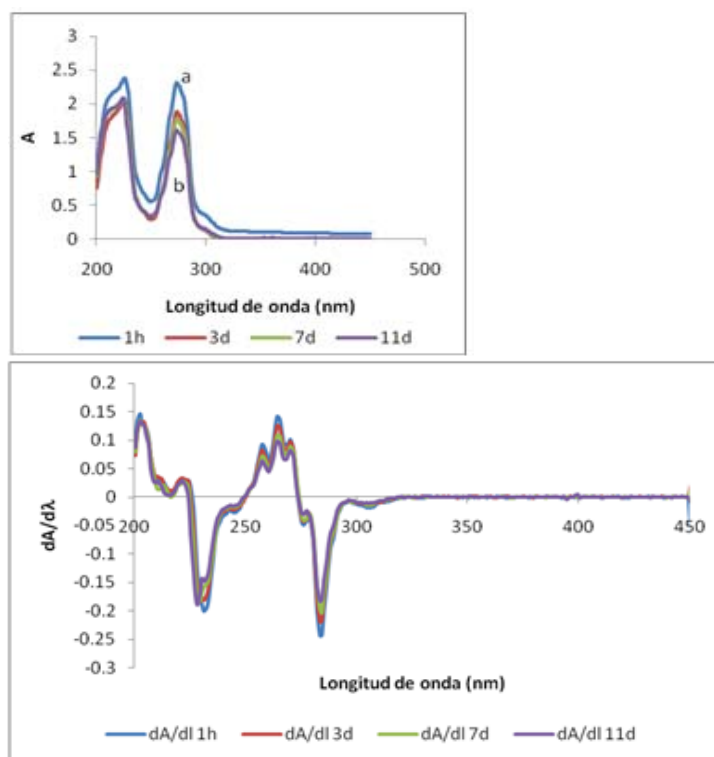 3
2.5
2
1.5
1
0.5
0
A
a
b
200 300 400 500
Longitud de onda (nm)
1h 3d 7d 11d
0.2
0.15
0.1
0.05
0
-0.05
-0.1
-0.15
-0.2
-0.25
-0.3
dA/dλ
200 250 300 350 400 450
Longitud de onda (nm)
dA/dl 1h dA/dl 3d dA/dl 7d dA/dl 11d